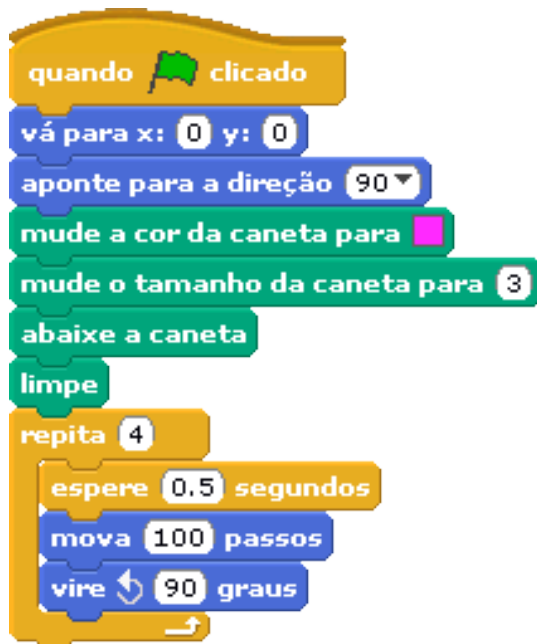 quando clicado
vá para x: 0 y: 0
aponte para a direção 90
mude a cor da caneta para
mude o tamanho da caneta para 3
abaixe a caneta
limpe
repita 4
espere 0.5 segundos
mova 100 passos
vire 90 graus